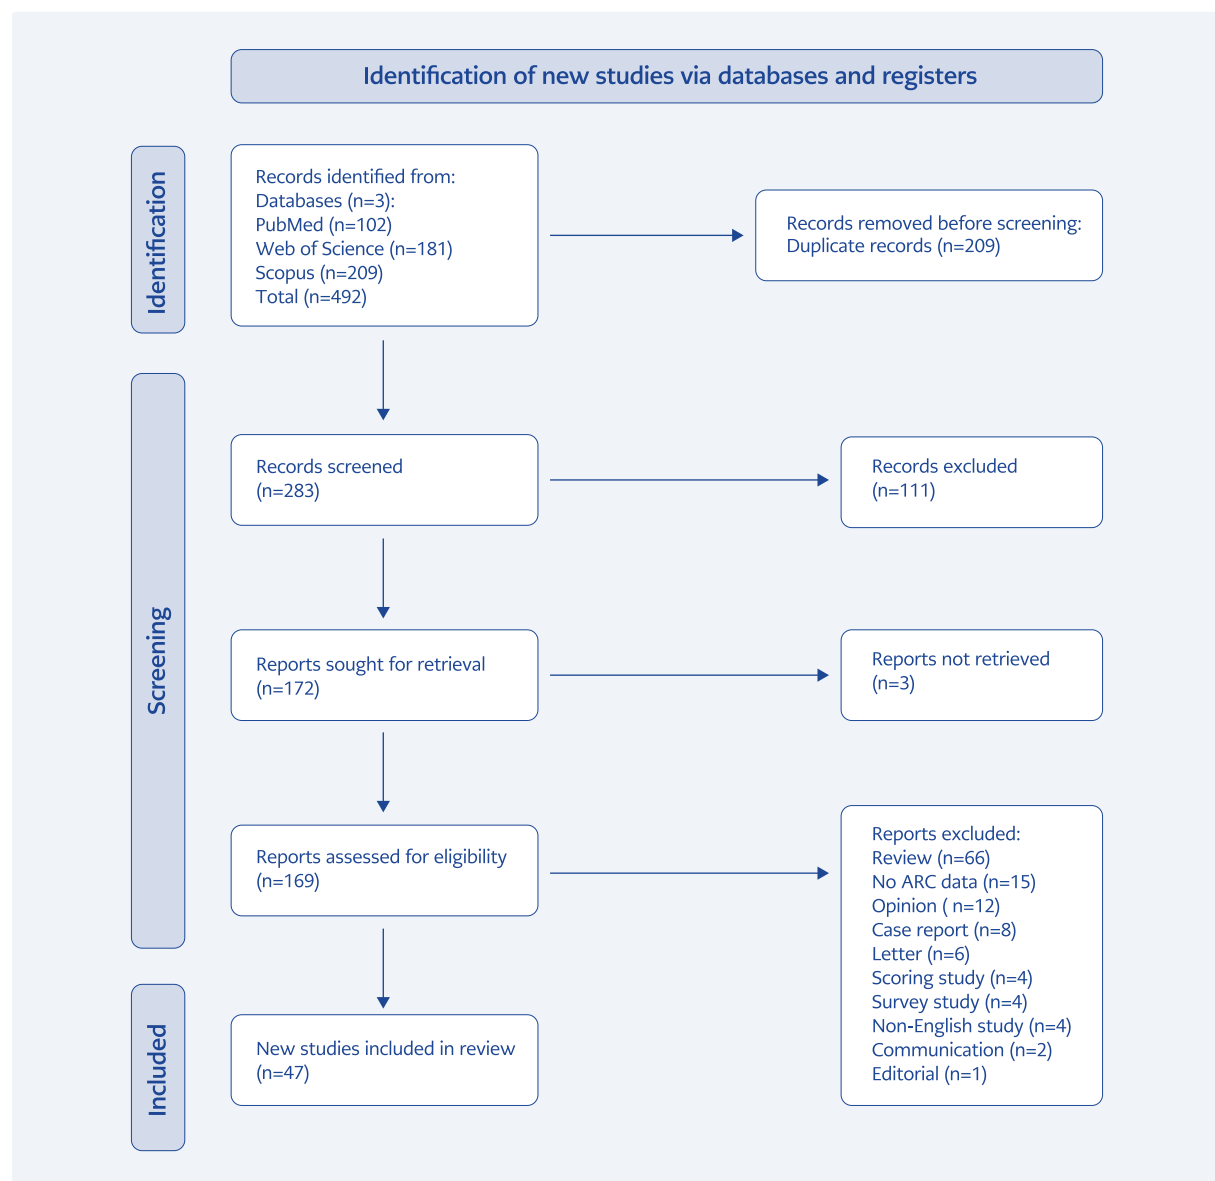 Identification of new studies via databases and registers
Identification
Records identified from:
Databases (n=3):
PubMed (n=102)
Web of Science (n=181)
Scopus (n=209)
Total (n=492)
Records removed before screening:
Duplicate records (n=209)
Screening
Records screened
(n=283)
Records excluded
(n=111)
Reports sought for retrieval
(n=172)
Reports not retrieved
(n=3)
Reports assessed for eligibility
(n=169)
Reports excluded:
Review (n=66)
No ARC data (n=15)
Opinion ( n=12)
Case report (n=8)
Letter (n=6)
Scoring study (n=4)
Survey study (n=4)
Non-English study (n=4)
Communication (n=2)
Editorial (n=1)
Included
New studies included in review
(n=47)